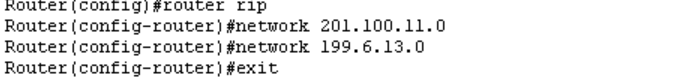 Router(config)#router rip
Router(config-router)#network 201.100.11.0
Router(config-router)#network 199.6.13.0
Router(config-router)#exit